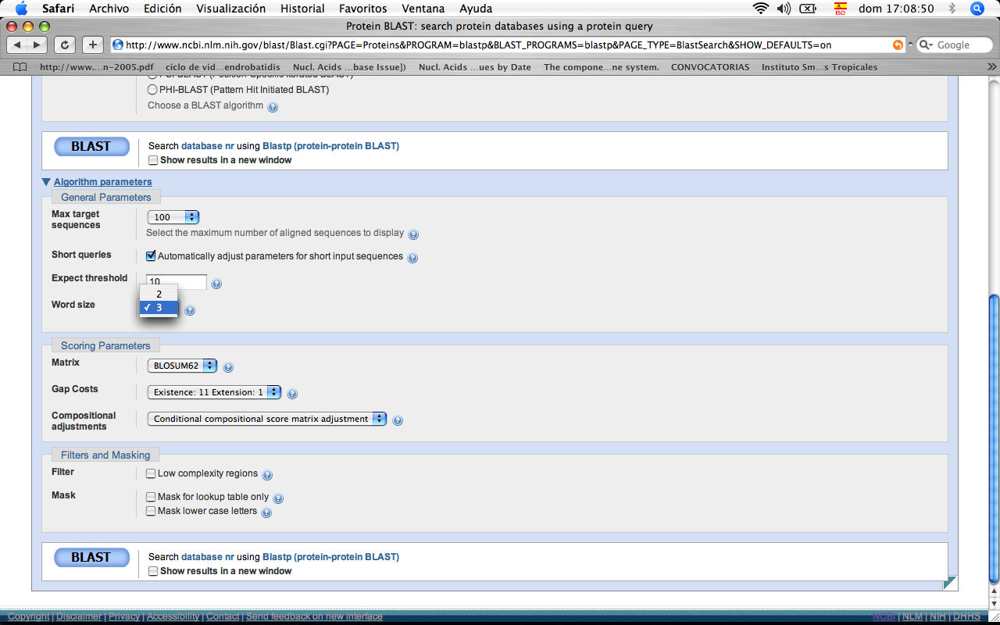 Safari Archivo Edición Visualización Historial Favoritos Ventana Ayuda ISO dom 17:08:50
Protein BLAST: search protein databases using a protein query
http://www.ncbi.nlm.nih.gov/blast/Blast.cgi?PAGE=Proteins&PROGRAM=blastp&BLAST_PROGRAMS=blastp&PAGE_TYPE=BlastSearch&SHOW_DEFAULTS=on Google
http://www....n-2005.pdf ciclo de vid...endrobatidis Nucl. Acids ...base Issue]) Nucl. Acids ...ues by Date The compone...ne system. CONVOCATORIAS Instituto Sm...s Tropicales
PSI-BLAST (Position-Specific Iterated BLAST)
PHI-BLAST (Pattern Hit Initiated BLAST)
Choose a BLAST algorithm
BLAST Search database nr using Blastp (protein-protein BLAST)
Show results in a new window
Algorithm parameters
General Parameters
Max target sequences 100
Select the maximum number of aligned sequences to display
Short queries Automatically adjust parameters for short input sequences
Expect threshold 10
2
Word size ✓ 3
Scoring Parameters
Matrix BLOSUM62
Gap Costs Existence: 11 Extension: 1
Compositional adjustments Conditional compositional score matrix adjustment
Filters and Masking
Filter Low complexity regions
Mask Mask for lookup table only
Mask lower case letters
BLAST Search database nr using Blastp (protein-protein BLAST)
Show results in a new window
Copyright | Disclaimer | Privacy | Accessibility | Contact | Send feedback on new interface NCBI | NLM | NIH | DHHS